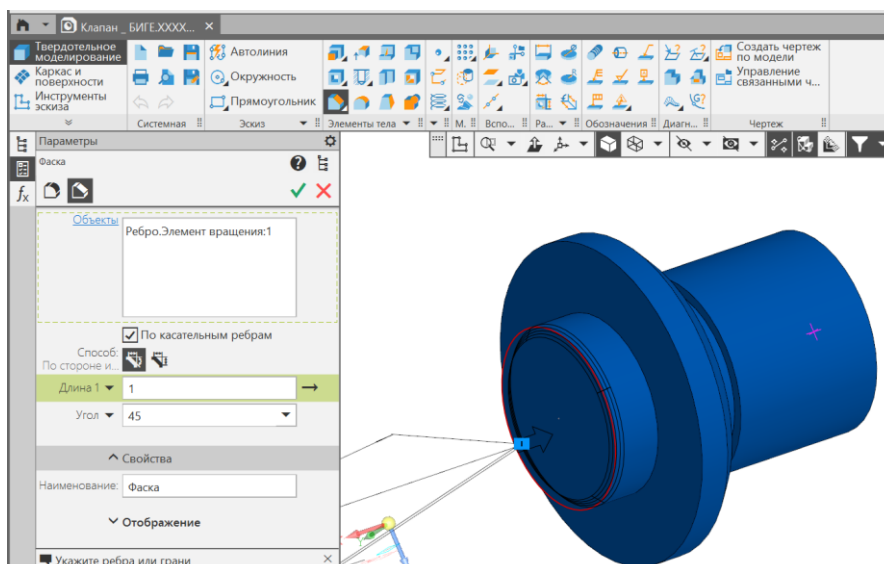 Клапан _ БИГЕ.XXXX... ×
Твердотельное моделирование
Каркас и поверхности
Инструменты эскиза
Автолиния
Окружность
Прямоугольник
Создать чертеж по модели
Управление связанными ч...
Системная
Эскиз
Элементы тела
М.
Вспо...
Ра...
Обозначения
Диагн...
Чертеж
Параметры
Фаска
Объекты
Ребро.Элемент вращения:1
По касательным ребрам
Способ:
По стороне и...
Длина 1
1
Угол
45
Свойства
Наименование:
Фаска
Отображение
Укажите ребра или грани